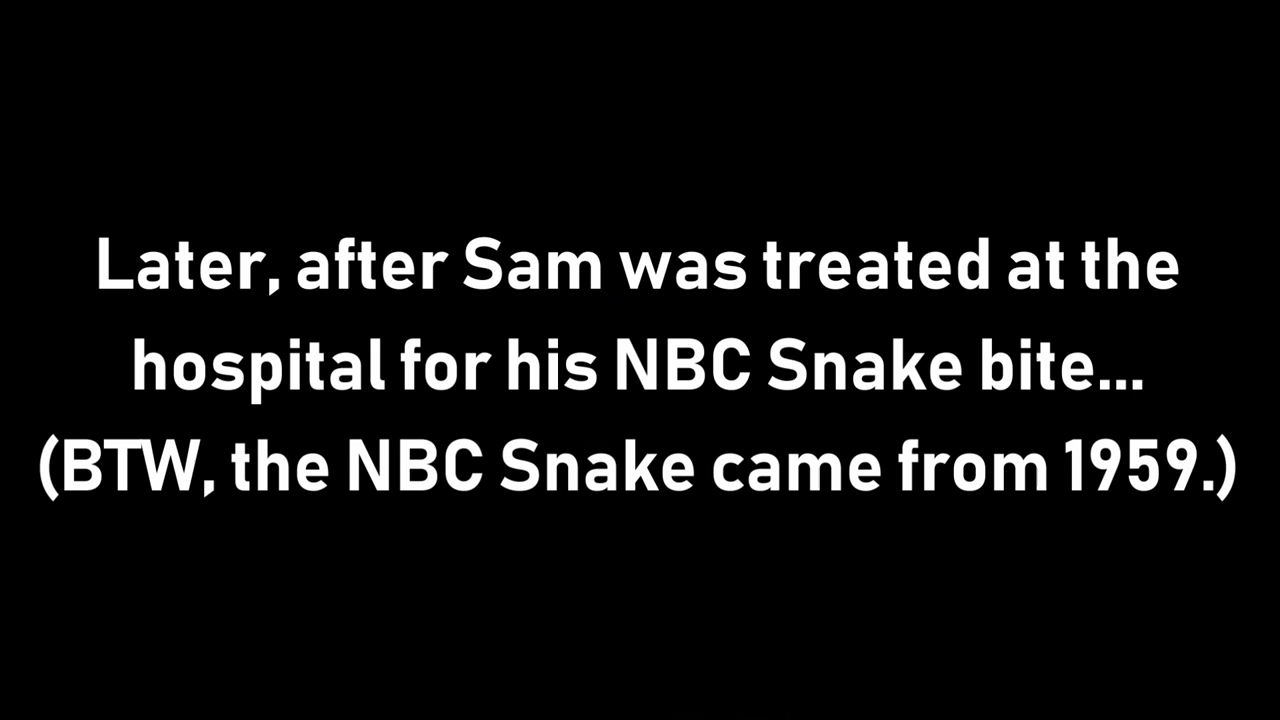 Later, after Sam was treated at the
hospital for his NBC Snake bite...
(BTW, the NBC Snake came from 1959.)